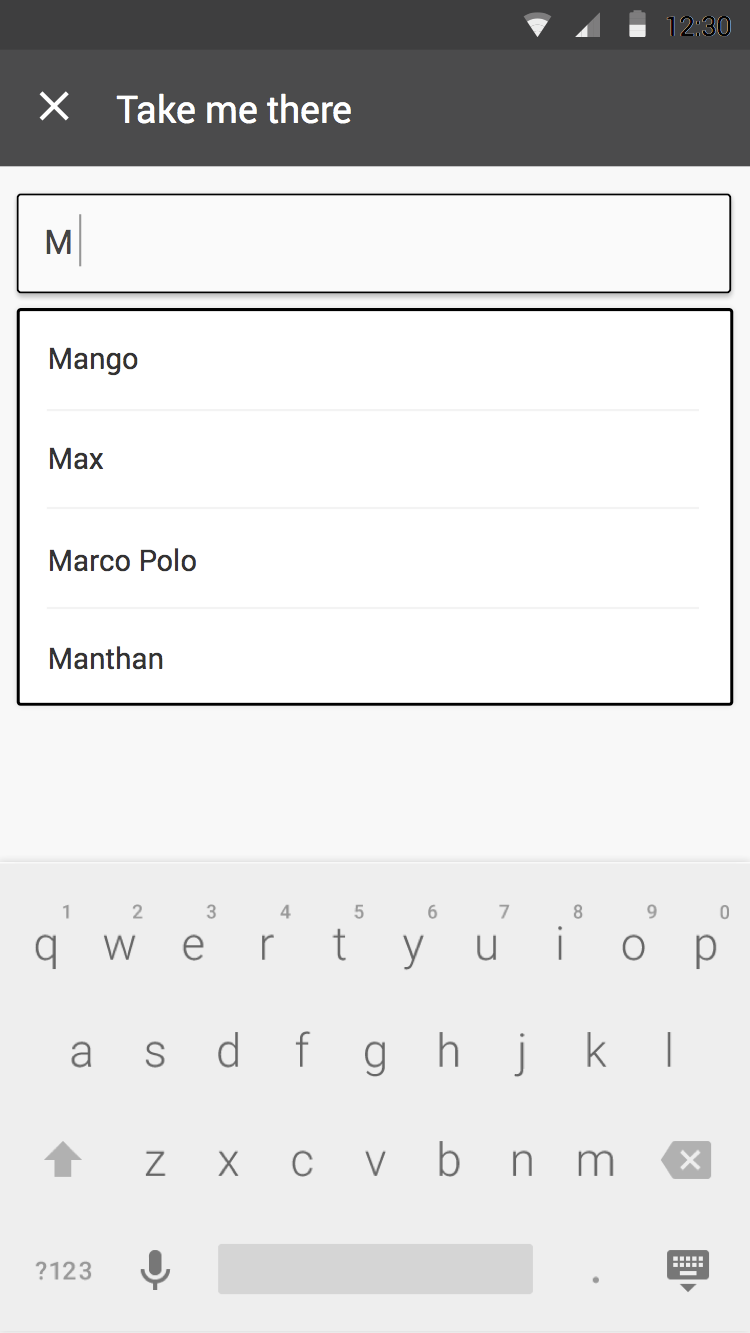 12:30
Take me there
M
Mango
Max
Marco Polo
Manthan
1 2 3 4 5 6 7 8 9 0
q w e r t y u i o p
a s d f g h j k l
z x c v b n m
?123 .